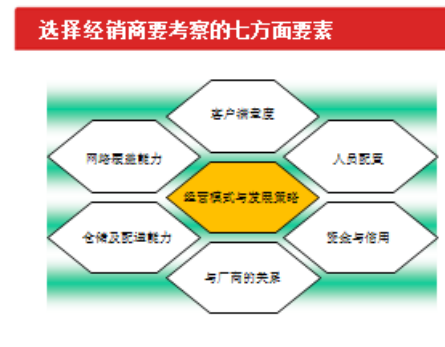 选择经销商要考察的七方面要素
客户满意度
网络覆盖能力
人员配置
经营模式与发展策略
仓储及配运能力
资金与信用
与厂商的关系